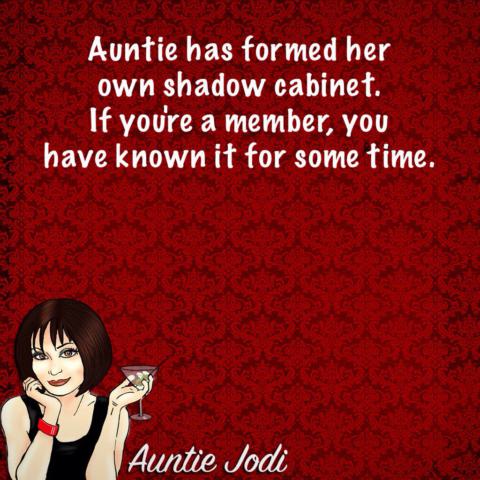 Auntie has formed her
own shadow cabinet.
If you're a member, you
have known it for some time.
Auntie Jodi